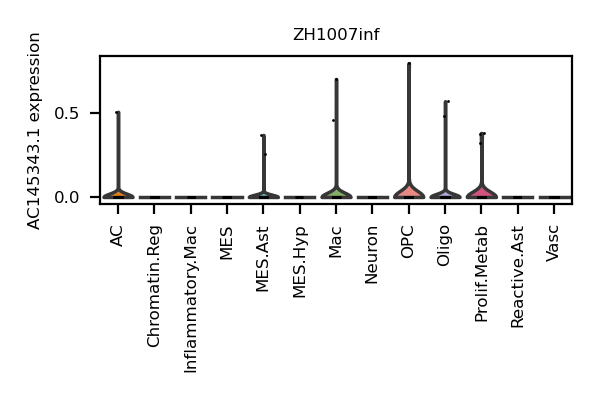 ZH1007inf
AC145343.1 expression
0.5
0.0
AC
Chromatin.Reg
Inflammatory.Mac
MES
MES.Ast
MES.Hyp
Mac
Neuron
OPC
Oligo
Prolif.Metab
Reactive.Ast
Vasc